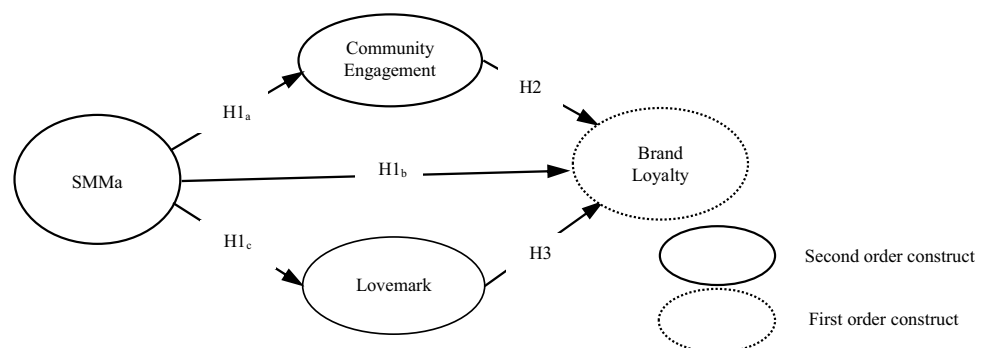 Community
Engagement
H2
H1a
Brand
Loyalty
H1b
SMMa
H1c
H3
Lovemark
Second order construct
First order construct